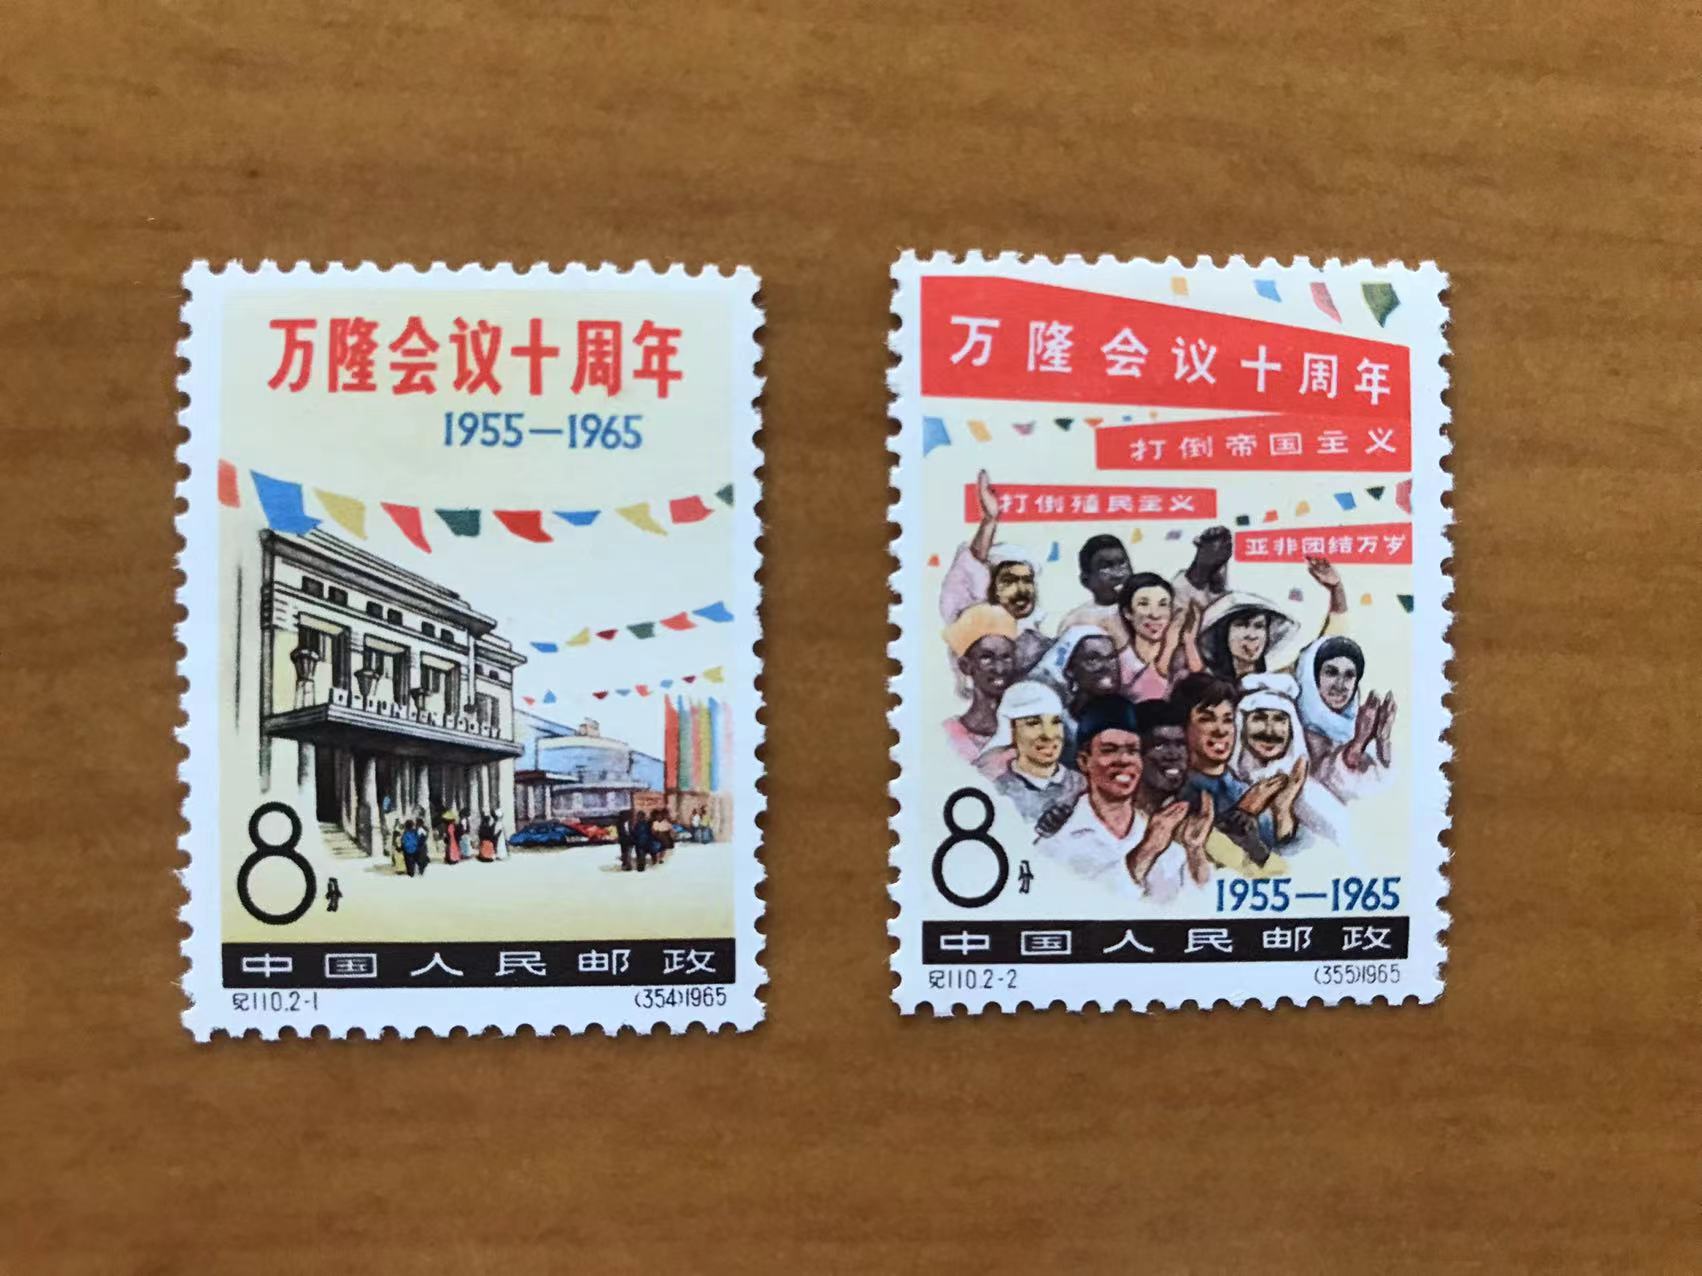 万隆会议十周年
1955—1965
8分
中国人民邮政
纪110.2-1
(354)1965
万隆会议十周年
打倒帝国主义
打倒殖民主义
亚非团结万岁
8分
1955—1965
中国人民邮政
纪110.2-2
(355)1965